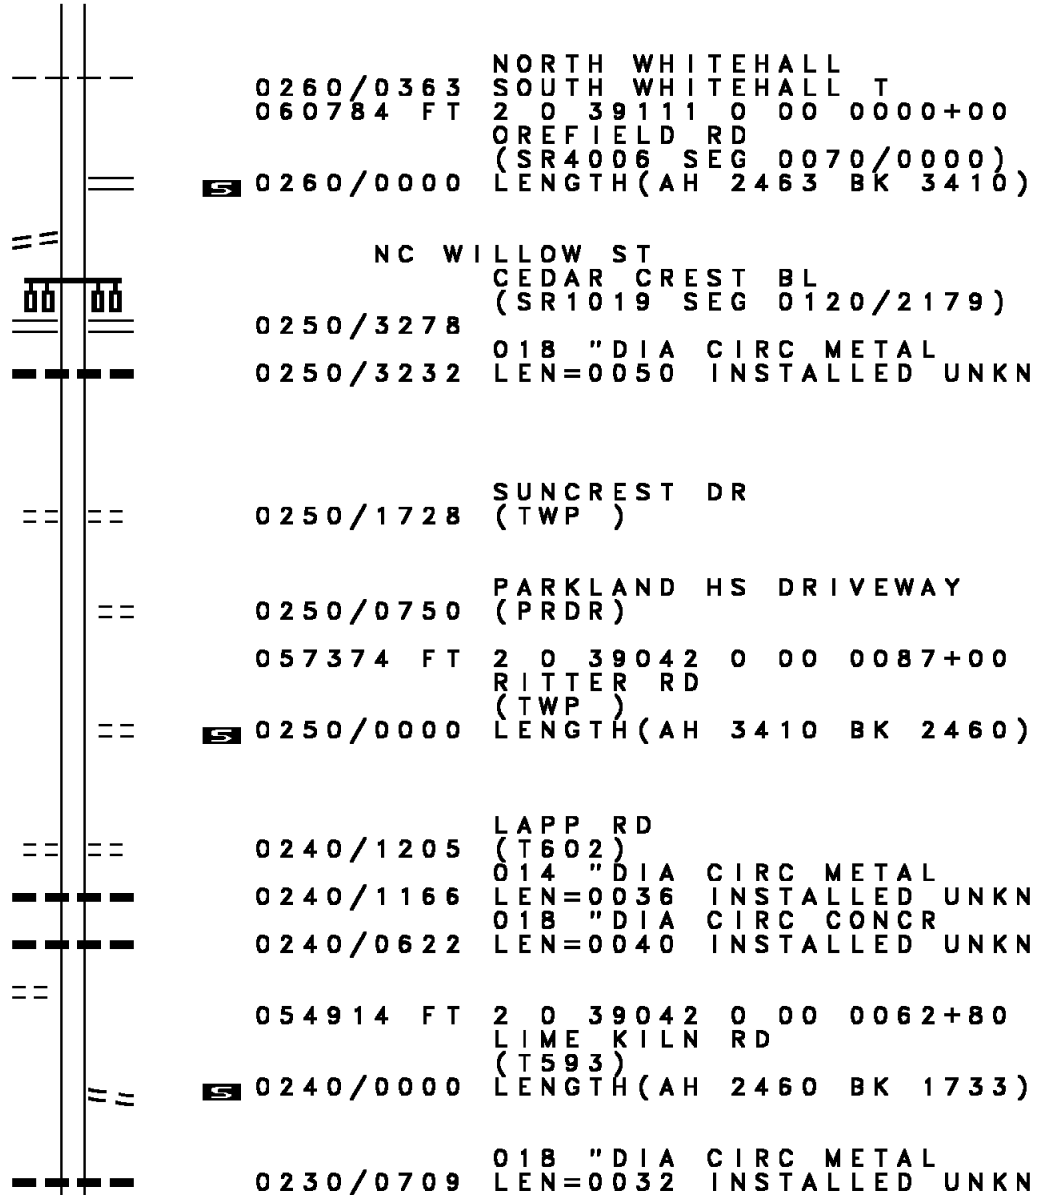 NORTH WHITEHALL
0260/0363 SOUTH WHITEHALL T
060784 FT 2 0 39111 0 00 0000+00
OREFIELD RD
(SR4006 SEG 0070/0000)
S 0260/0000 LENGTH(AH 2463 BK 3410)
NC WILLOW ST
CEDAR CREST BL
(SR1019 SEG 0120/2179)
0250/3278
018 "DIA CIRC METAL
0250/3232 LEN=0050 INSTALLED UNKN
SUNCREST DR
0250/1728 (TWP )
PARKLAND HS DRIVEWAY
0250/0750 (PRDR)
057374 FT 2 0 39042 0 00 0087+00
RITTER RD
(TWP )
S 0250/0000 LENGTH(AH 3410 BK 2460)
LAPP RD
0240/1205 (T602)
014 "DIA CIRC METAL
0240/1166 LEN=0036 INSTALLED UNKN
018 "DIA CIRC CONCR
0240/0622 LEN=0040 INSTALLED UNKN
054914 FT 2 0 39042 0 00 0062+80
LIME KILN RD
(T593)
S 0240/0000 LENGTH(AH 2460 BK 1733)
018 "DIA CIRC METAL
0230/0709 LEN=0032 INSTALLED UNKN